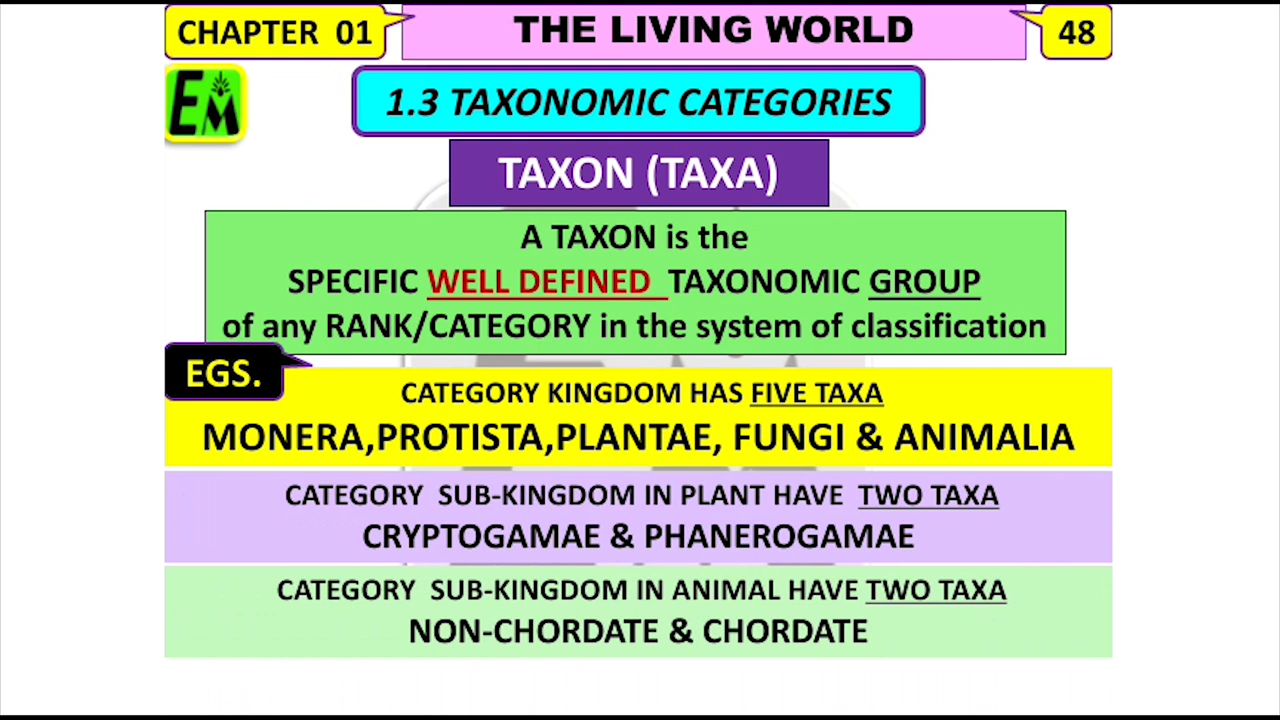 CHAPTER 01
THE LIVING WORLD
48
EM
1.3 TAXONOMIC CATEGORIES
TAXON (TAXA)
A TAXON is the
SPECIFIC WELL DEFINED TAXONOMIC GROUP
of any RANK/CATEGORY in the system of classification
EGS.
CATEGORY KINGDOM HAS FIVE TAXA
MONERA,PROTISTA,PLANTAE, FUNGI & ANIMALIA
CATEGORY SUB-KINGDOM IN PLANT HAVE TWO TAXA
CRYPTOGAMAE & PHANEROGAMAE
CATEGORY SUB-KINGDOM IN ANIMAL HAVE TWO TAXA
NON-CHORDATE & CHORDATE